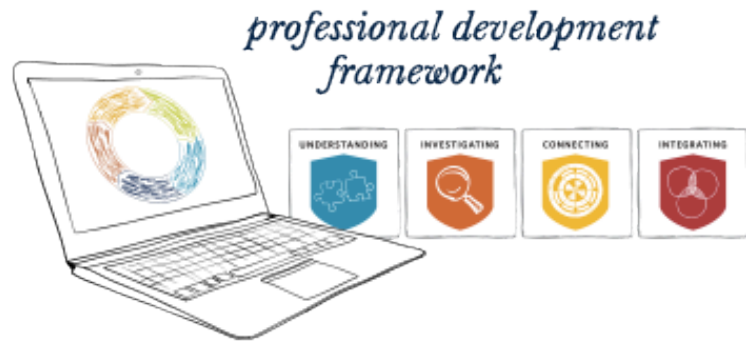 professional development
framework
UNDERSTANDING
INVESTIGATING
CONNECTING
INTEGRATING